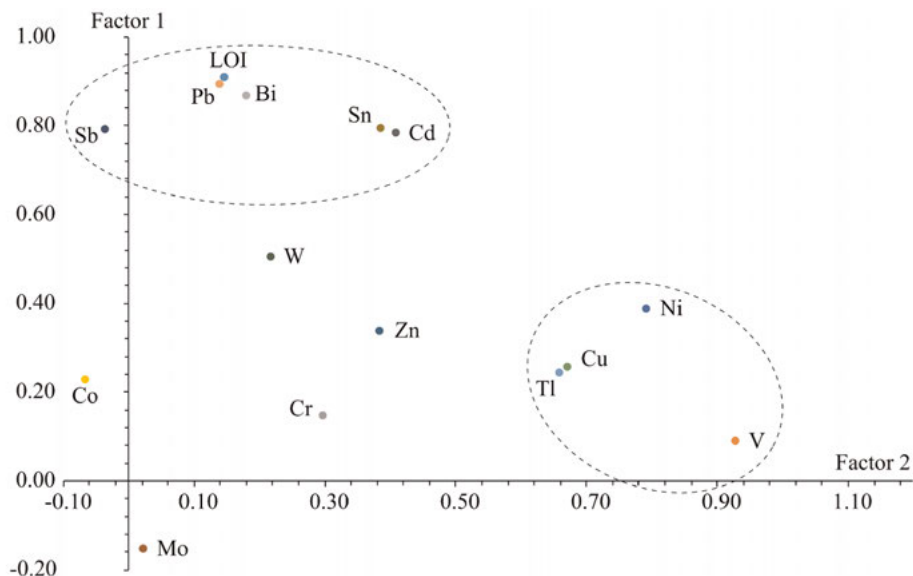 Factor 1
1.00
LOI
Pb
Bi
Sn
0.80
Sb
Cd
0.60
W
0.40
Ni
Zn
Cu
0.20
Tl
Co
Cr
V
0.00
Factor 2
-0.10 0.10 0.30 0.50 0.70 0.90 1.10
Mo
-0.20